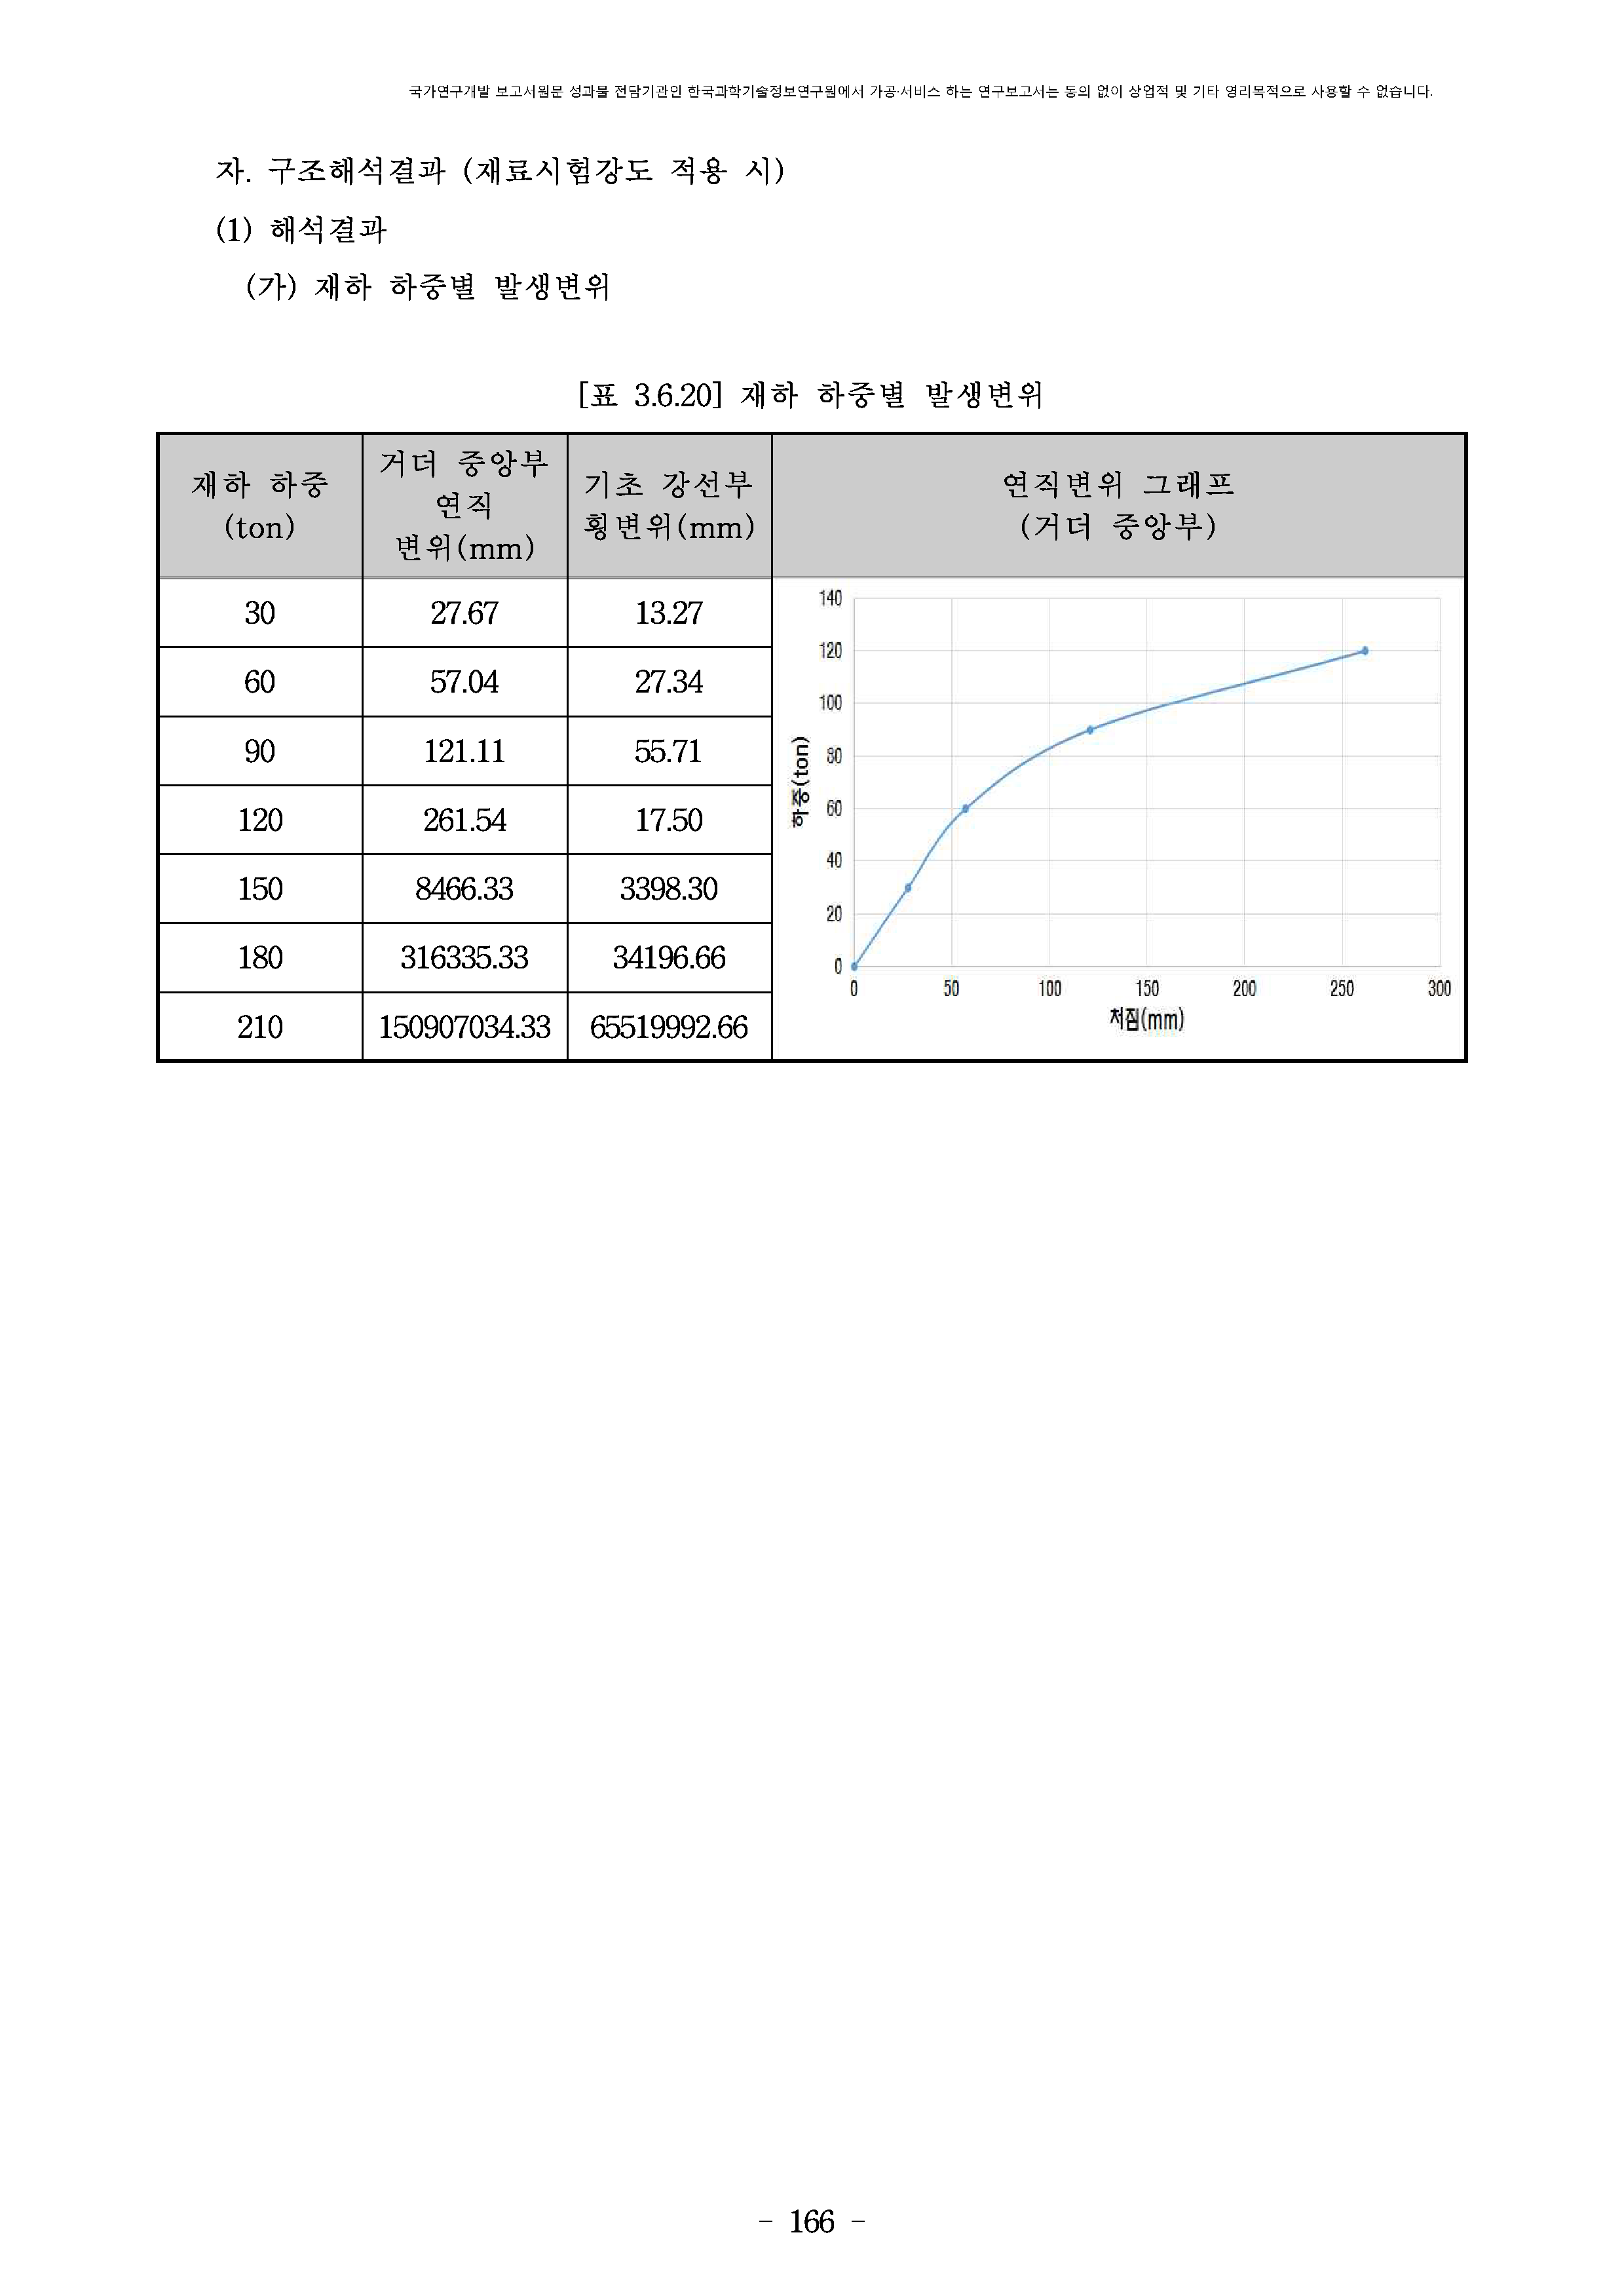 국가연구개발 보고서원문 성과물 전담기관인 한국과학기술정보연구원에서 가공·서비스 하는 연구보고서는 동의 없이 상업적 및 기타 영리목적으로 사용할 수 없습니다.
자. 구조해석결과 (재료시험강도 적용 시)
(1) 해석결과
(가) 재하 하중별 발생변위
[표 3.6.20] 재하 하중별 발생변위
재하 하중
(ton)
거더 중앙부
연직
변위(mm)
기초 강선부
횡변위(mm)
연직변위 그래프
(거더 중앙부)
30 27.67 13.27
60 57.04 27.34
90 121.11 55.71
120 261.54 17.50
150 8466.33 3398.30
180 316335.33 34196.66
210 150907034.33 65519992.66
140
120
100
80
60
40
20
0
하중(ton)
0 50 100 150 200 250 300
처짐(mm)
- 166 -